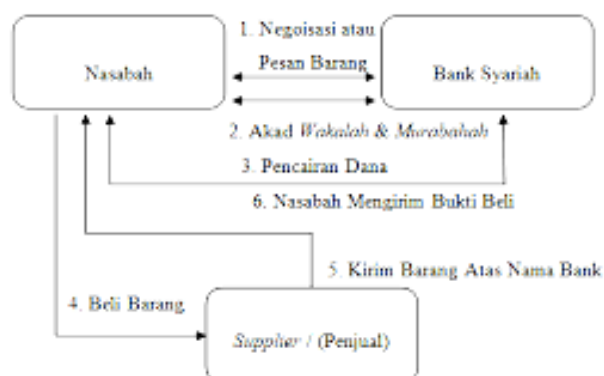 1. Negoisasi atau
Pesan Barang
Nasabah
Bank Syariah
2. Akad Wakalah & Murabahah
3. Pencairan Dana
6. Nasabah Mengirim Bukti Beli
5. Kirim Barang Atas Nama Bank
4. Beli Barang
Supplier / (Penjual)